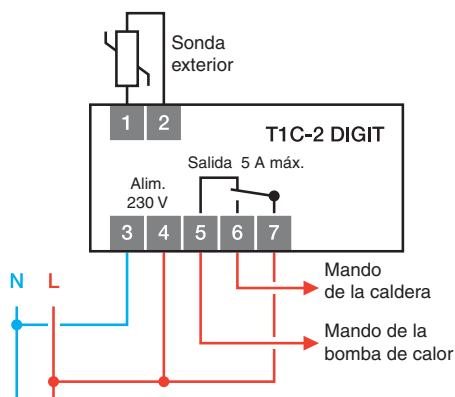 Sonda
exterior
1 2
T1C-2 DIGIT
Salida 5 A máx.
Alim.
230 V
3 4 5 6 7
N L
Mando
de la caldera
Mando de la
bomba de calor